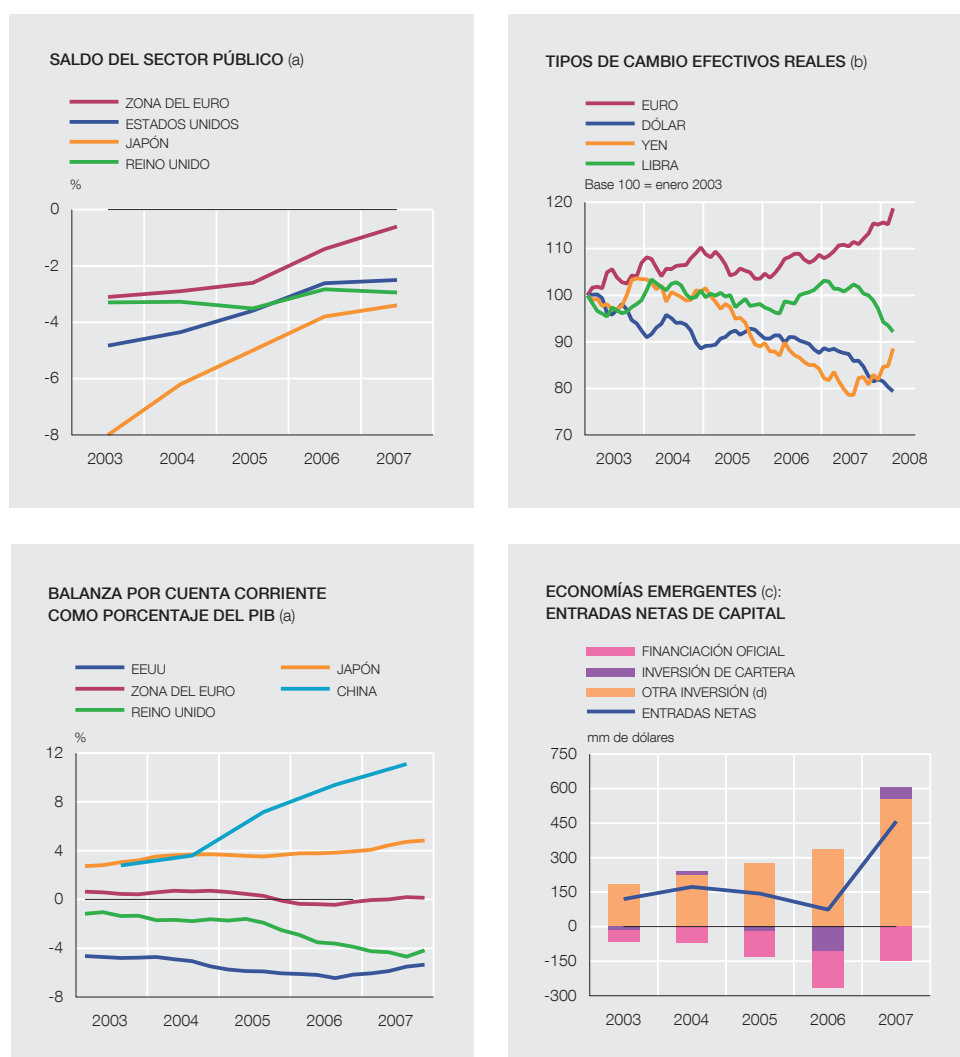 SALDO DEL SECTOR PÚBLICO (a)
ZONA DEL EURO
ESTADOS UNIDOS
JAPÓN
REINO UNIDO
%
0
-2
-4
-6
-8
2003 2004 2005 2006 2007
TIPOS DE CAMBIO EFECTIVOS REALES (b)
EURO
DÓLAR
YEN
LIBRA
Base 100 = enero 2003
120
110
100
90
80
70
2003 2004 2005 2006 2007 2008
BALANZA POR CUENTA CORRIENTE
COMO PORCENTAJE DEL PIB (a)
EEUU JAPÓN
ZONA DEL EURO CHINA
REINO UNIDO
%
12
8
4
0
-4
-8
2003 2004 2005 2006 2007
ECONOMÍAS EMERGENTES (c):
ENTRADAS NETAS DE CAPITAL
FINANCIACIÓN OFICIAL
INVERSIÓN DE CARTERA
OTRA INVERSIÓN (d)
ENTRADAS NETAS
mm de dólares
750
600
450
300
150
0
-150
-300
2003 2004 2005 2006 2007